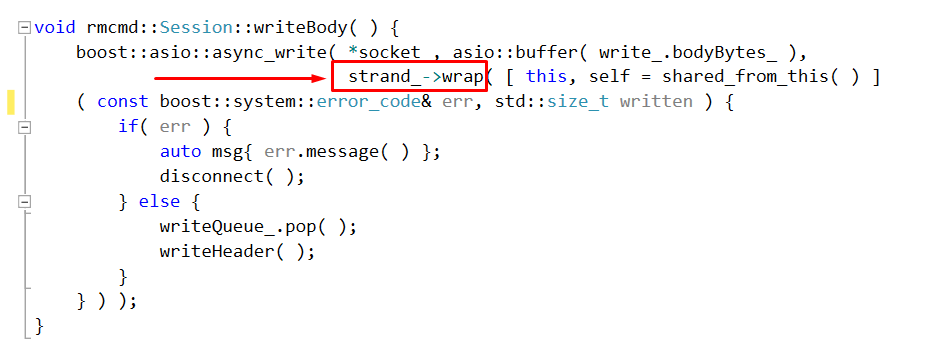 void rmcmd::Session::writeBody( ) {
boost::asio::async_write( *socket_, asio::buffer( write_.bodyBytes_ ),
strand_->wrap( [ this, self = shared_from_this( ) ]
( const boost::system::error_code& err, std::size_t written ) {
if( err ) {
auto msg{ err.message( ) };
disconnect( );
} else {
writeQueue_.pop( );
writeHeader( );
}
} ) );
}